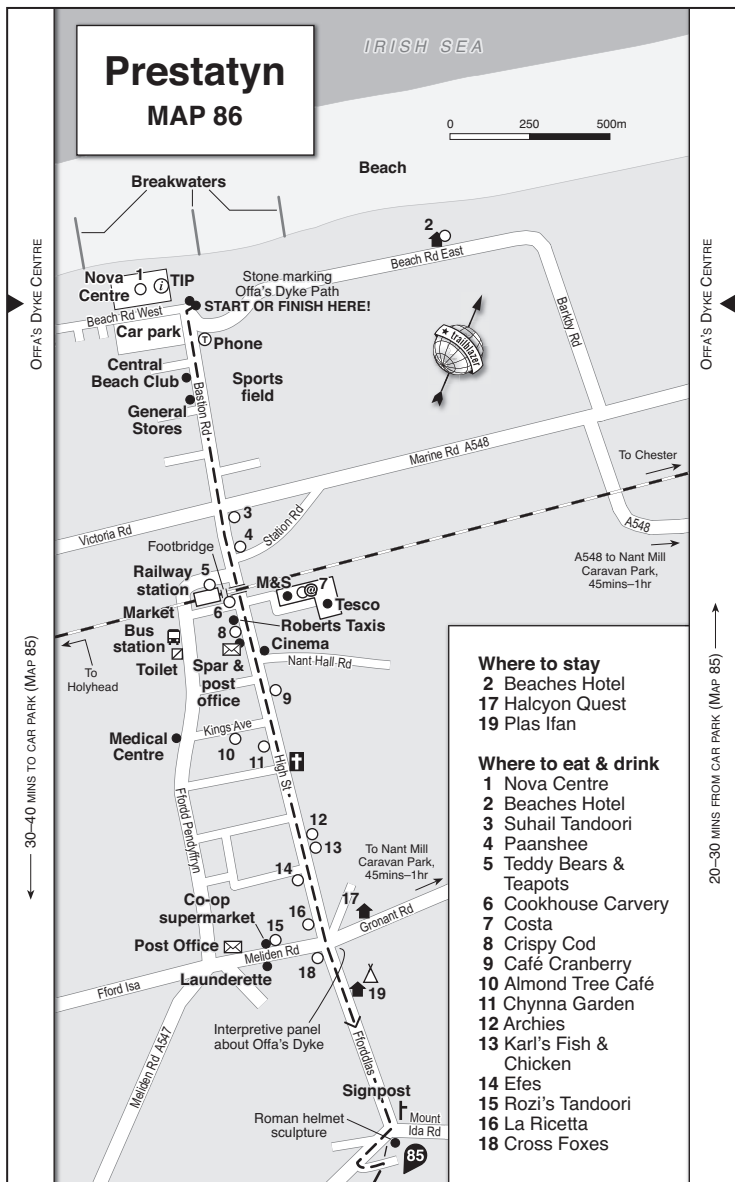 Prestatyn
MAP 86
IRISH SEA
0 250 500m
Beach
Breakwaters
2
Beach Rd East
Nova
Centre
1
i
TIP
Stone marking
Offa's Dyke Path
START OR FINISH HERE!
Beach Rd West
Car park
T
Phone
Barkby Rd
★ trailblazer
Central
Beach Club
Sports
field
General
Stores
Bastion Rd
Marine Rd A548
To Chester
Victoria Rd
3
4
Station Rd
A548
A548 to Nant Mill
Caravan Park,
45mins–1hr
Footbridge
Railway
station
5
M&S
@
7
Tesco
Market
6
Roberts Taxis
Bus
station
8
Cinema
Toilet
To
Holyhead
Spar &
post
office
Nant Hall Rd
9
Kings Ave
Medical
Centre
10
11
High St
Ffordd Pendyffryn
12
13
To Nant Mill
Caravan Park,
45mins–1hr
14
17
Gronant Rd
Co-op
supermarket
16
15
Post Office
Meliden Rd
18
Launderette
Fford Isa
19
Interpretive panel
about Offa's Dyke
Meliden Rd A547
Fforddlas
Signpost
Mount
Ida Rd
Roman helmet
sculpture
85
Where to stay
2 Beaches Hotel
17 Halcyon Quest
19 Plas Ifan
Where to eat & drink
1 Nova Centre
2 Beaches Hotel
3 Suhail Tandoori
4 Paanshee
5 Teddy Bears &
Teapots
6 Cookhouse Carvery
7 Costa
8 Crispy Cod
9 Café Cranberry
10 Almond Tree Café
11 Chynna Garden
12 Archies
13 Karl's Fish &
Chicken
14 Efes
15 Rozi's Tandoori
16 La Ricetta
18 Cross Foxes
OFFA'S DYKE CENTRE
30–40 MINS TO CAR PARK (MAP 85)
OFFA'S DYKE CENTRE
20–30 MINS FROM CAR PARK (MAP 85)